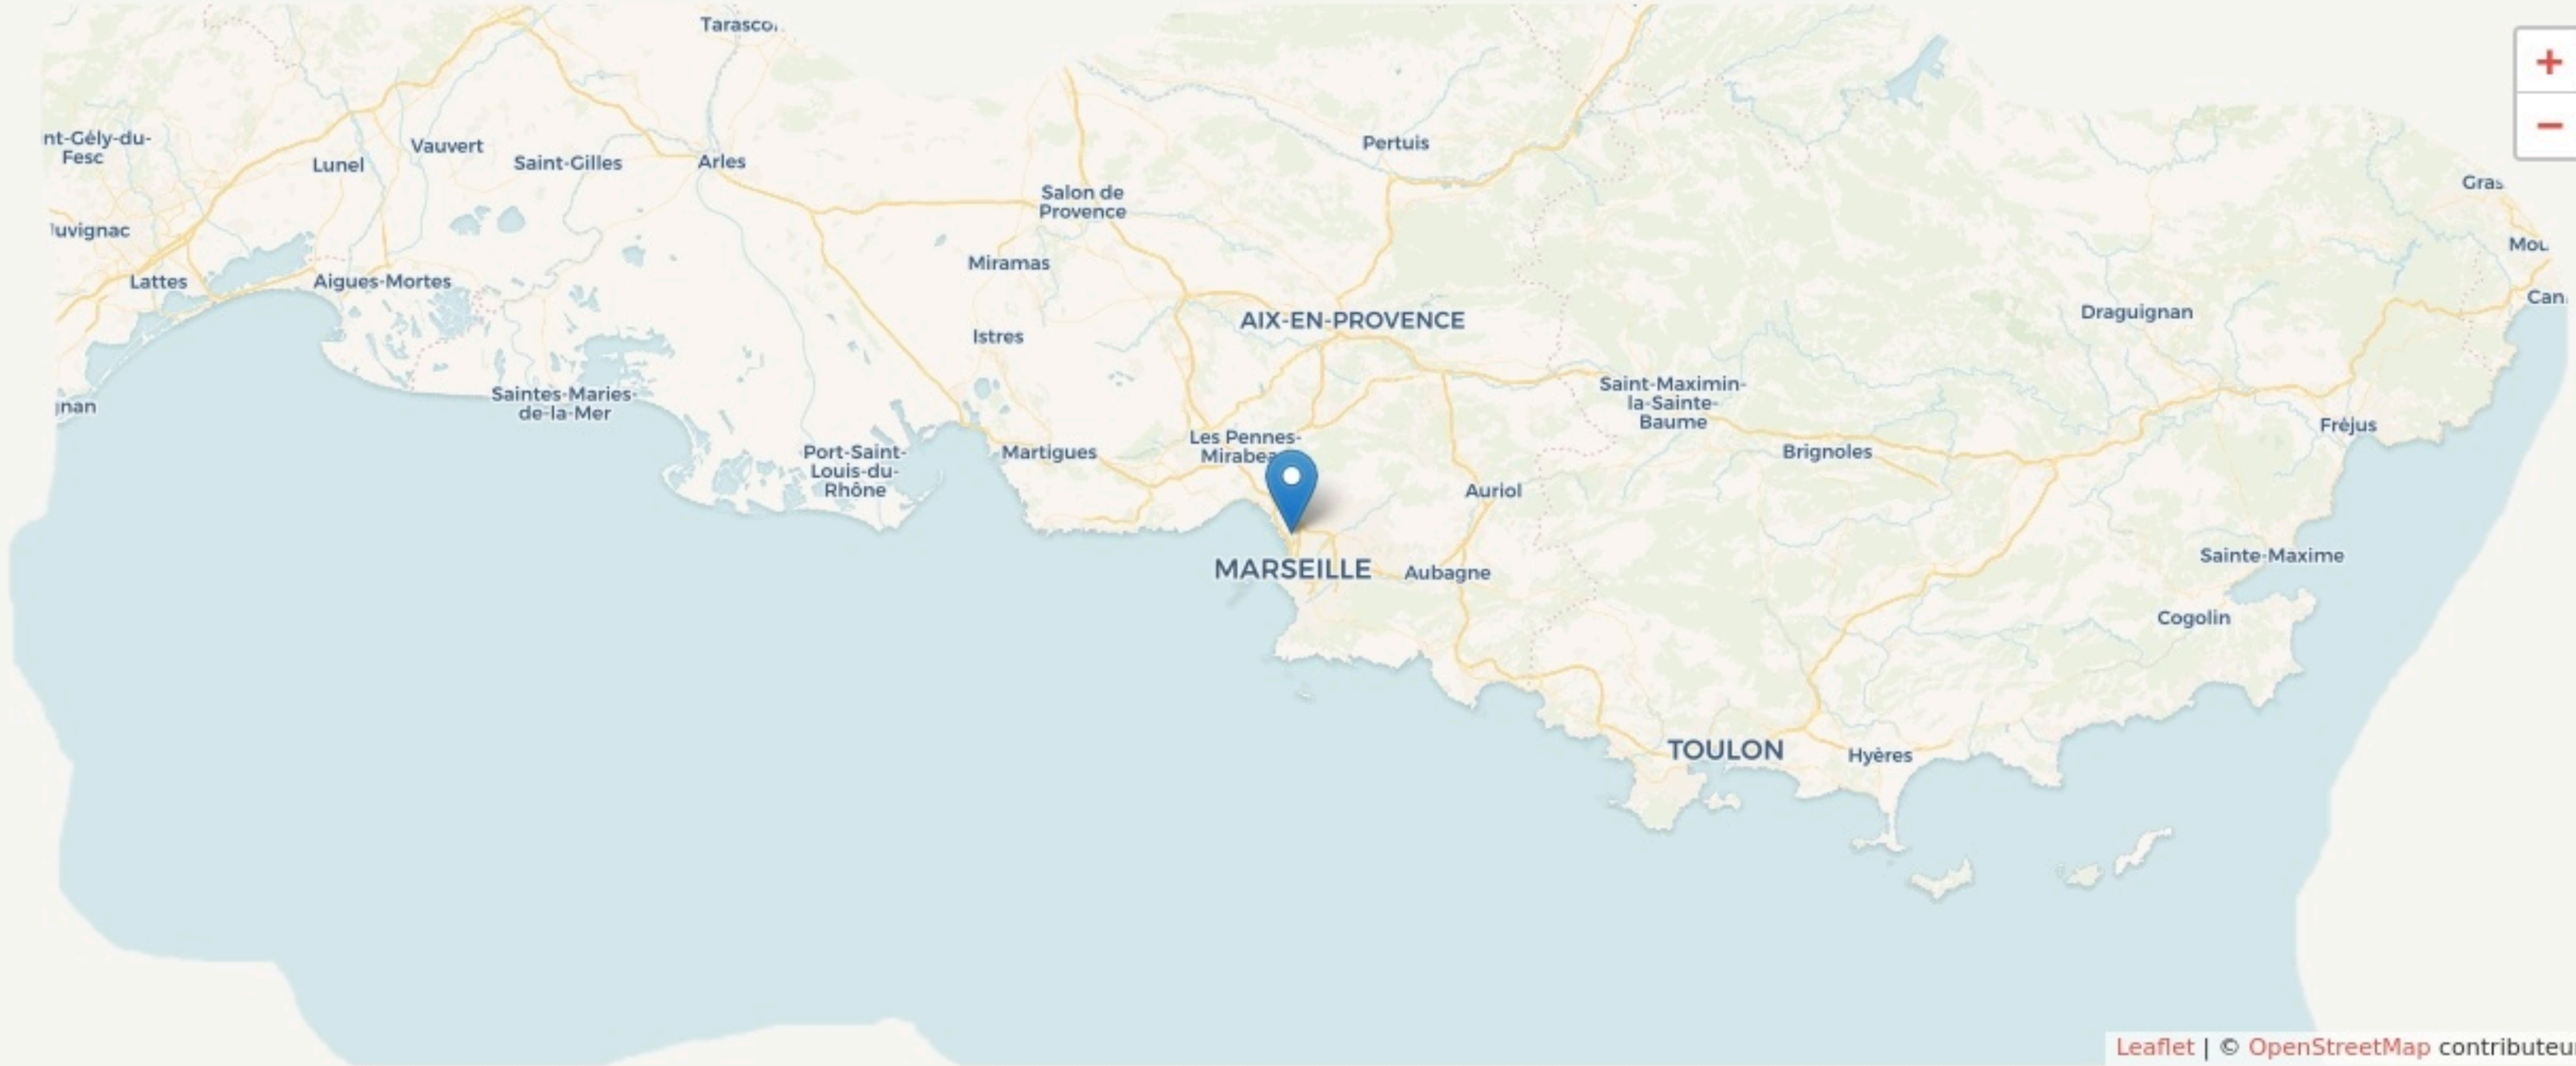 Tarascon
nt-Gély-du-
Fesc
Vauvert
Lunel
Saint-Gilles
Arles
Pertuis
Salon de
Provence
Gras
uvignac
Mou
Miramas
Lattes
Aigues-Mortes
Can
Draguignan
AIX-EN-PROVENCE
Istres
Saintes-Maries-
de-la-Mer
Saint-Maximin-
la-Sainte-
Baume
gnan
Fréjus
Les Pennes-
Mirabea
Martigues
Brignoles
Port-Saint-
Louis-du-
Rhône
Auriol
Sainte-Maxime
MARSEILLE
Aubagne
Cogolin
TOULON
Hyères
+
−
Leaflet | © OpenStreetMap contributeu